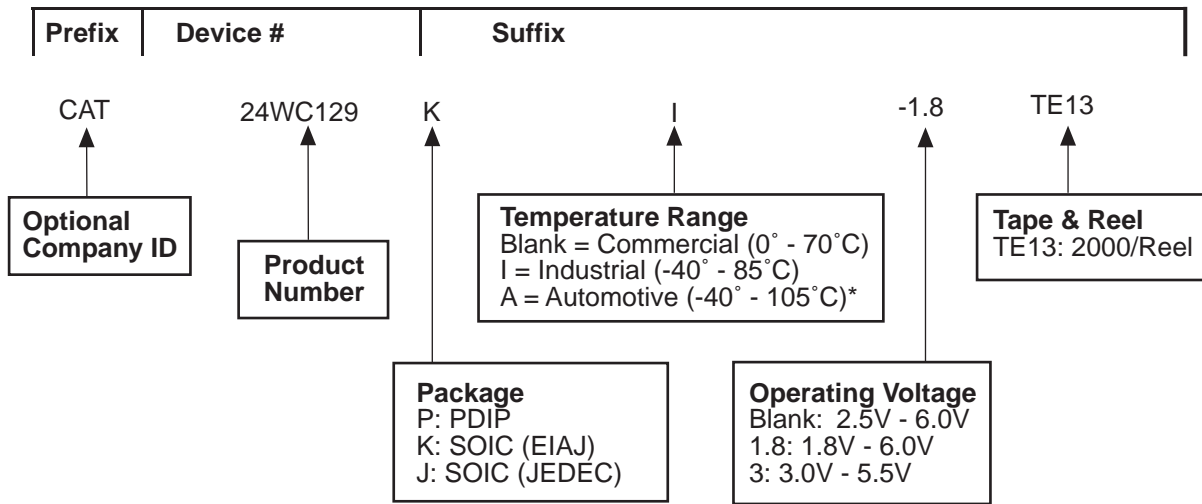 Prefix Device # Suffix
CAT 24WC129 K I -1.8 TE13
Optional
Company ID
Product
Number
Temperature Range
Blank = Commercial (0˚ - 70˚C)
I = Industrial (-40˚ - 85˚C)
A = Automotive (-40˚ - 105˚C)*
Tape & Reel
TE13: 2000/Reel
Package
P: PDIP
K: SOIC (EIAJ)
J: SOIC (JEDEC)
Operating Voltage
Blank: 2.5V - 6.0V
1.8: 1.8V - 6.0V
3: 3.0V - 5.5V